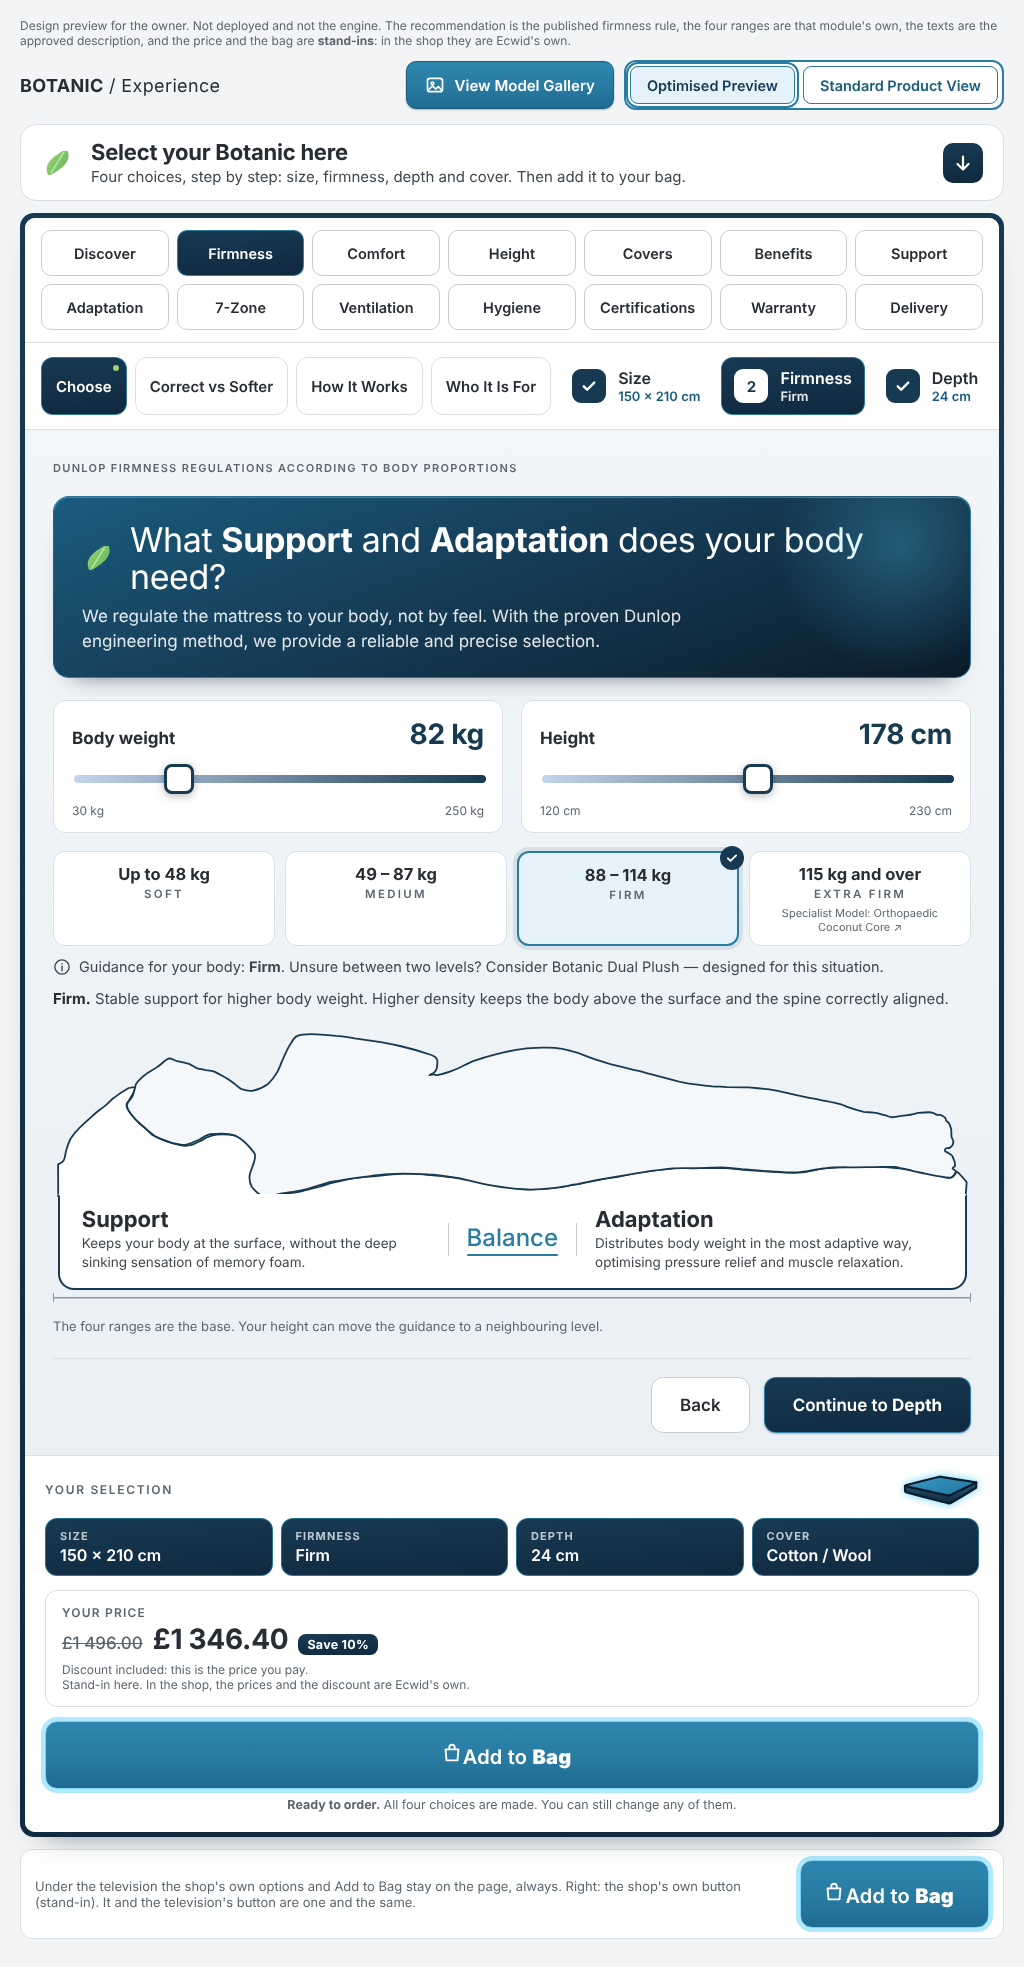 Design preview for the owner. Not deployed and not the engine. The recommendation is the published firmness rule, the four ranges are that module's own, the texts are the
approved description, and the price and the bag are stand-ins: in the shop they are Ecwid's own.
BOTANIC / Experience
View Model Gallery
Optimised Preview
Standard Product View
Select your Botanic here
Four choices, step by step: size, firmness, depth and cover. Then add it to your bag.
Discover
Firmness
Comfort
Height
Covers
Benefits
Support
Adaptation
7-Zone
Ventilation
Hygiene
Certifications
Warranty
Delivery
Choose
Correct vs Softer
How It Works
Who It Is For
Size
150 × 210 cm
2
Firmness
Firm
Depth
24 cm
DUNLOP FIRMNESS REGULATIONS ACCORDING TO BODY PROPORTIONS
What Support and Adaptation does your body
need?
We regulate the mattress to your body, not by feel. With the proven Dunlop
engineering method, we provide a reliable and precise selection.
Body weight
82 kg
30 kg
250 kg
Height
178 cm
120 cm
230 cm
Up to 48 kg
SOFT
49 – 87 kg
MEDIUM
88 – 114 kg
FIRM
115 kg and over
EXTRA FIRM
Specialist Model: Orthopaedic
Coconut Core ↗
Guidance for your body: Firm. Unsure between two levels? Consider Botanic Dual Plush — designed for this situation.
Firm. Stable support for higher body weight. Higher density keeps the body above the surface and the spine correctly aligned.
Support
Keeps your body at the surface, without the deep
sinking sensation of memory foam.
Balance
Adaptation
Distributes body weight in the most adaptive way,
optimising pressure relief and muscle relaxation.
The four ranges are the base. Your height can move the guidance to a neighbouring level.
Back
Continue to Depth
YOUR SELECTION
SIZE
150 × 210 cm
FIRMNESS
Firm
DEPTH
24 cm
COVER
Cotton / Wool
YOUR PRICE
£1 496.00 £1 346.40 Save 10%
Discount included: this is the price you pay.
Stand-in here. In the shop, the prices and the discount are Ecwid's own.
Add to Bag
Ready to order. All four choices are made. You can still change any of them.
Under the television the shop's own options and Add to Bag stay on the page, always. Right: the shop's own button
(stand-in). It and the television's button are one and the same.
Add to Bag